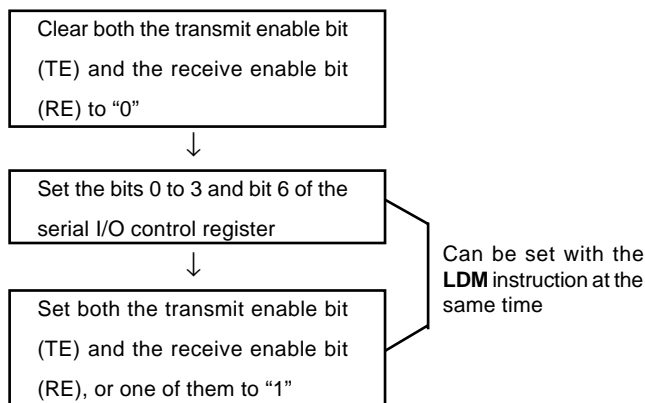 Clear both the transmit enable bit
(TE) and the receive enable bit
(RE) to “0”
↓
Set the bits 0 to 3 and bit 6 of the
serial I/O control register
↓
Set both the transmit enable bit
(TE) and the receive enable bit
(RE), or one of them to “1”
Can be set with the
LDM instruction at the
same time